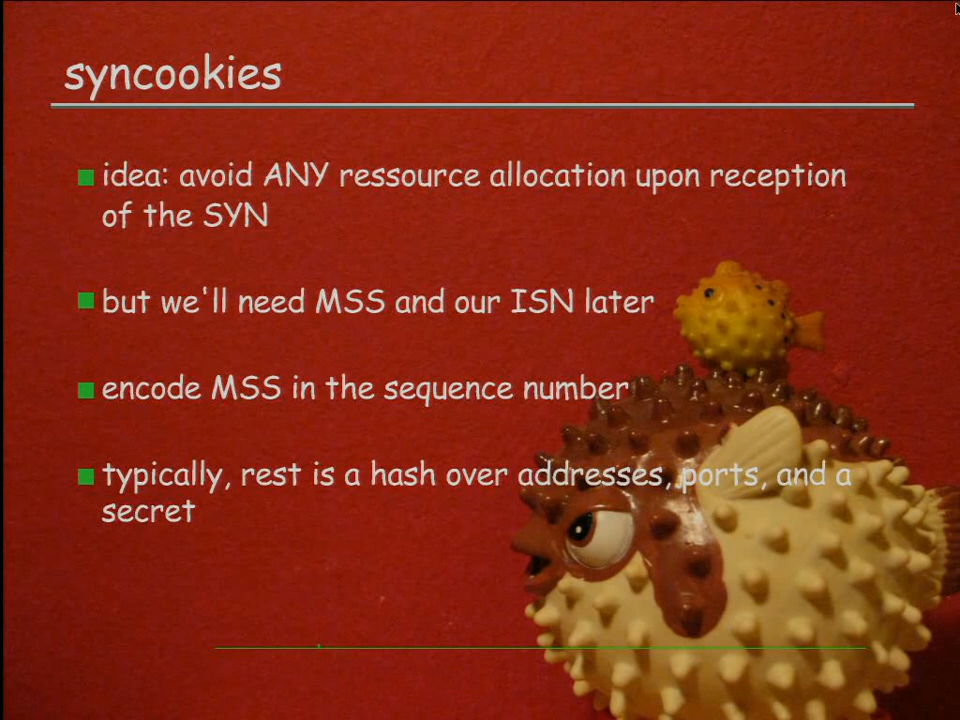 syncookies
idea: avoid ANY ressource allocation upon reception
of the SYN
but we'll need MSS and our ISN later
encode MSS in the sequence number
typically, rest is a hash over addresses, ports, and a
secret